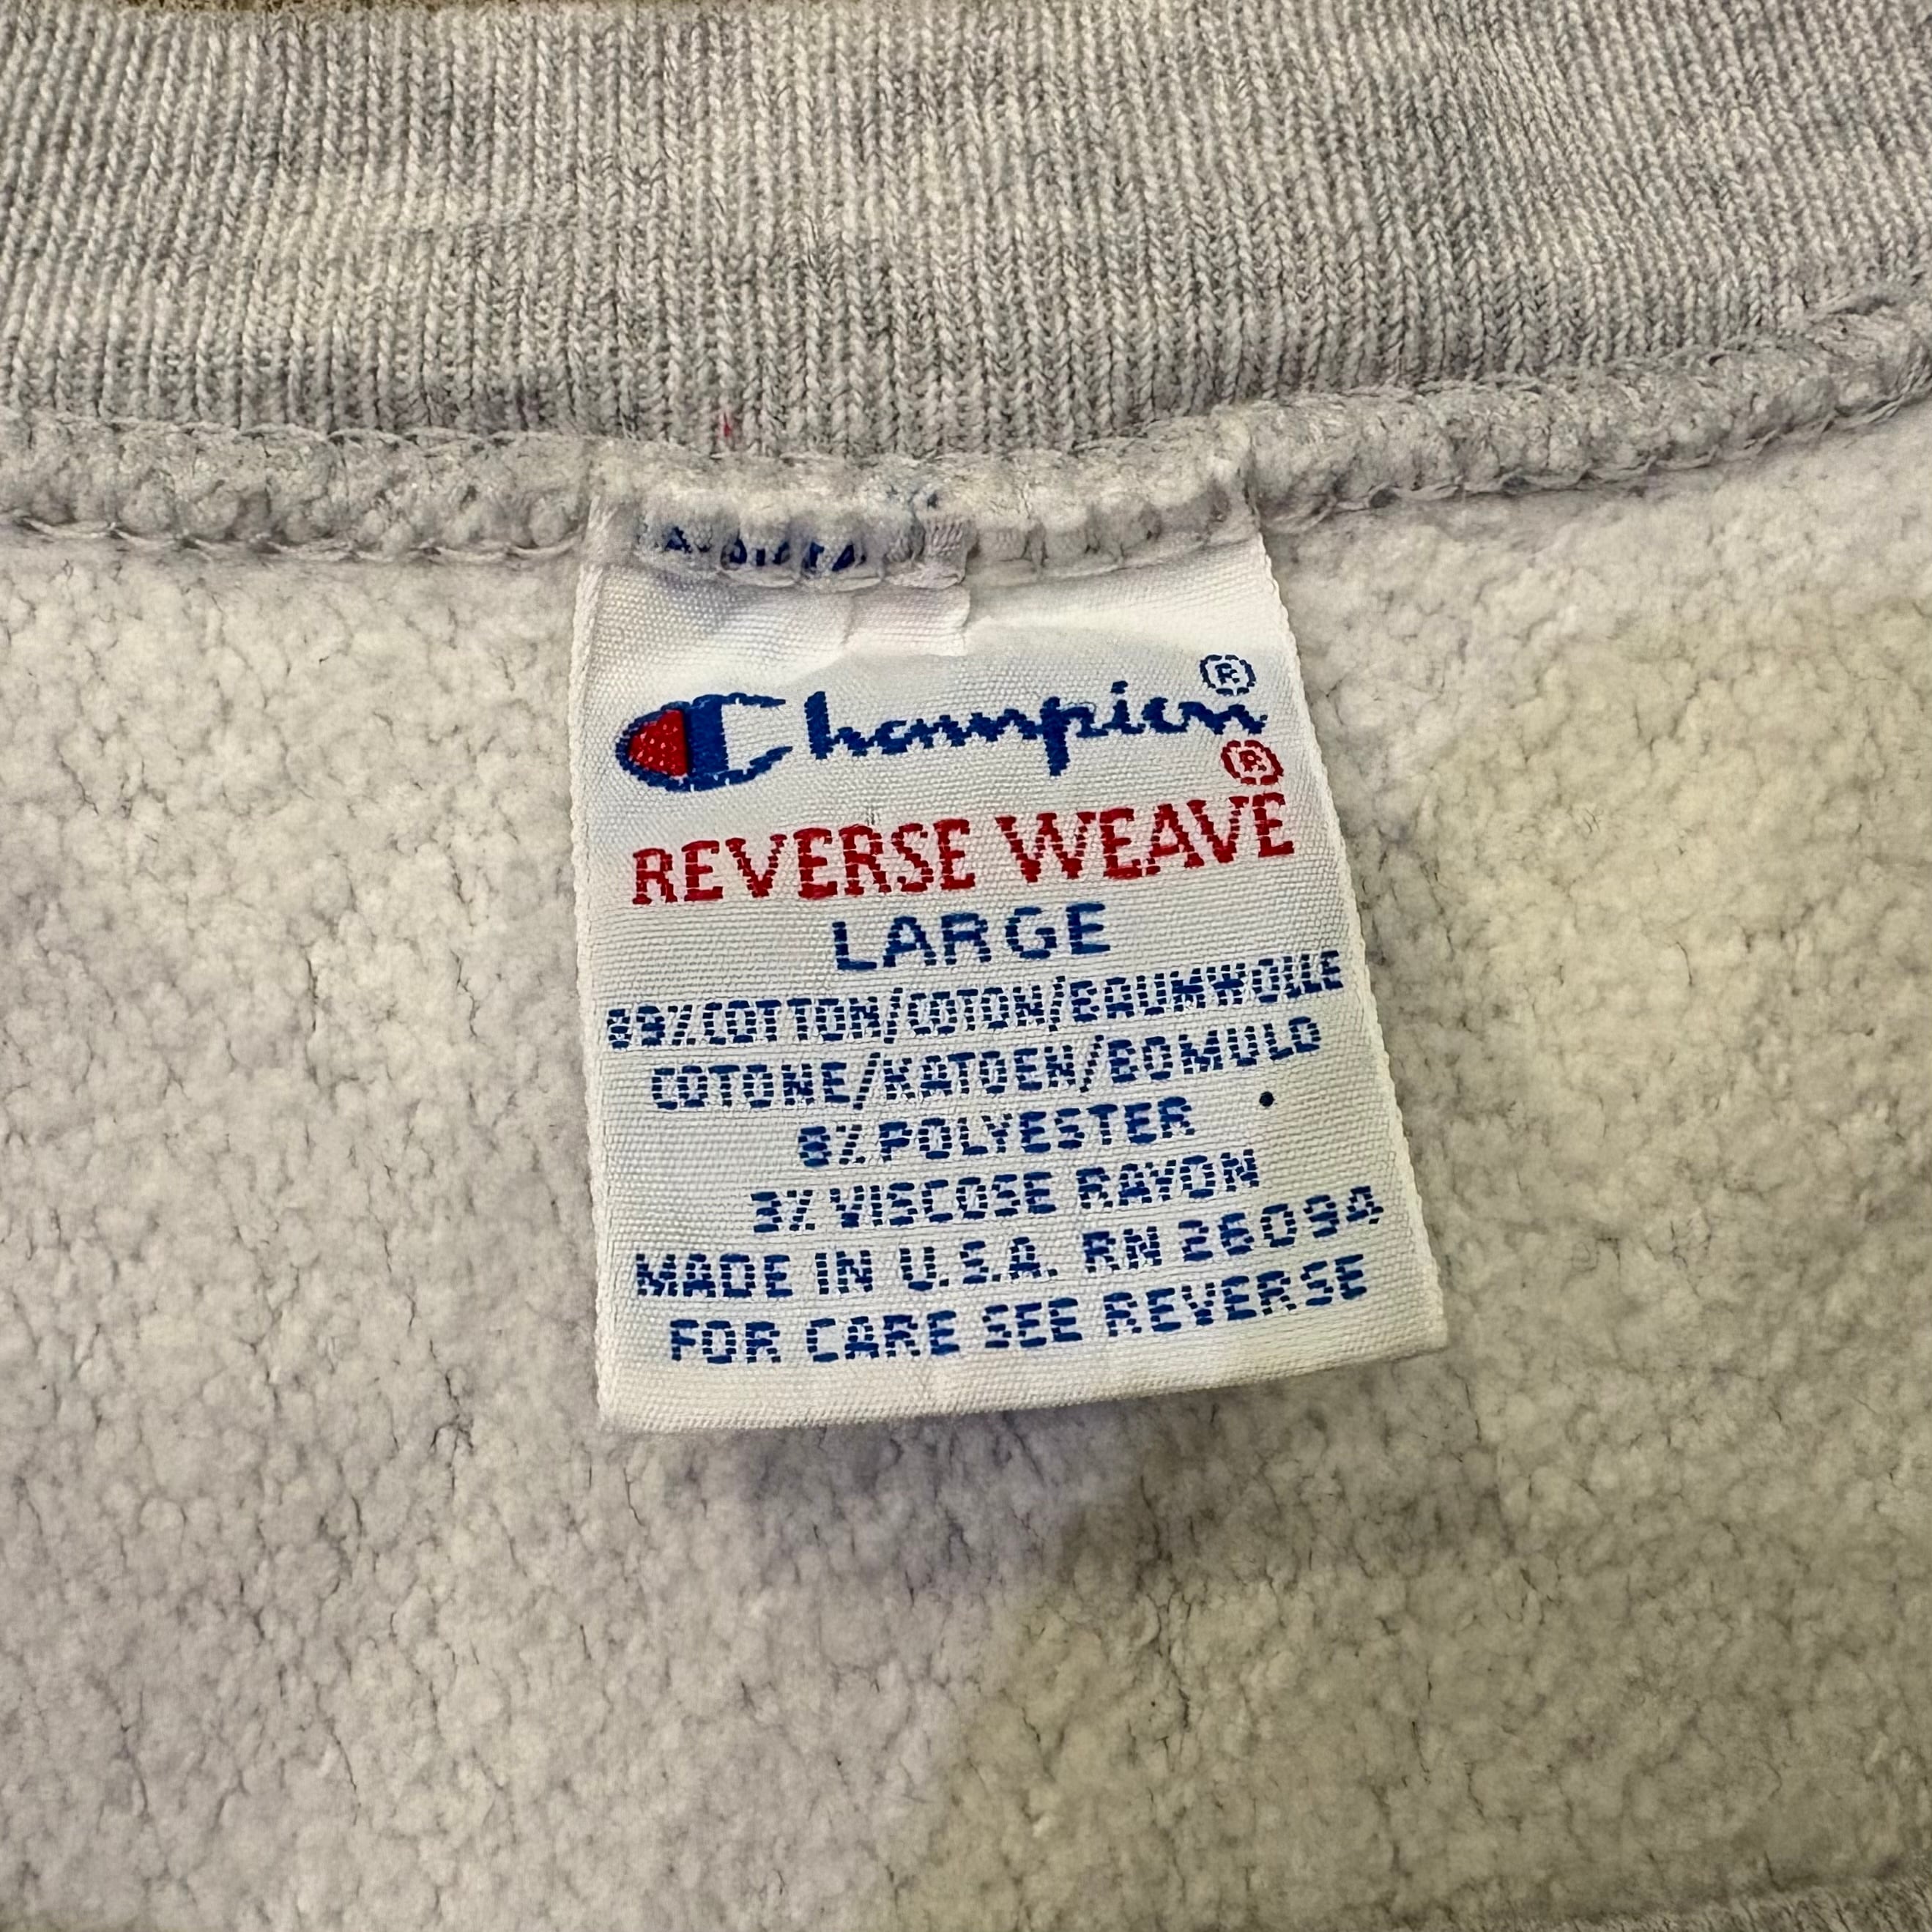 Champion®
®
REVERSE WEAVE
LARGE
89% COTTON/COTON/BAUMWOLLE
COTONE/KATOEN/BOMULD
8% POLYESTER
3% VISCOSE RAYON
MADE IN U.S.A. RN 26094
FOR CARE SEE REVERSE